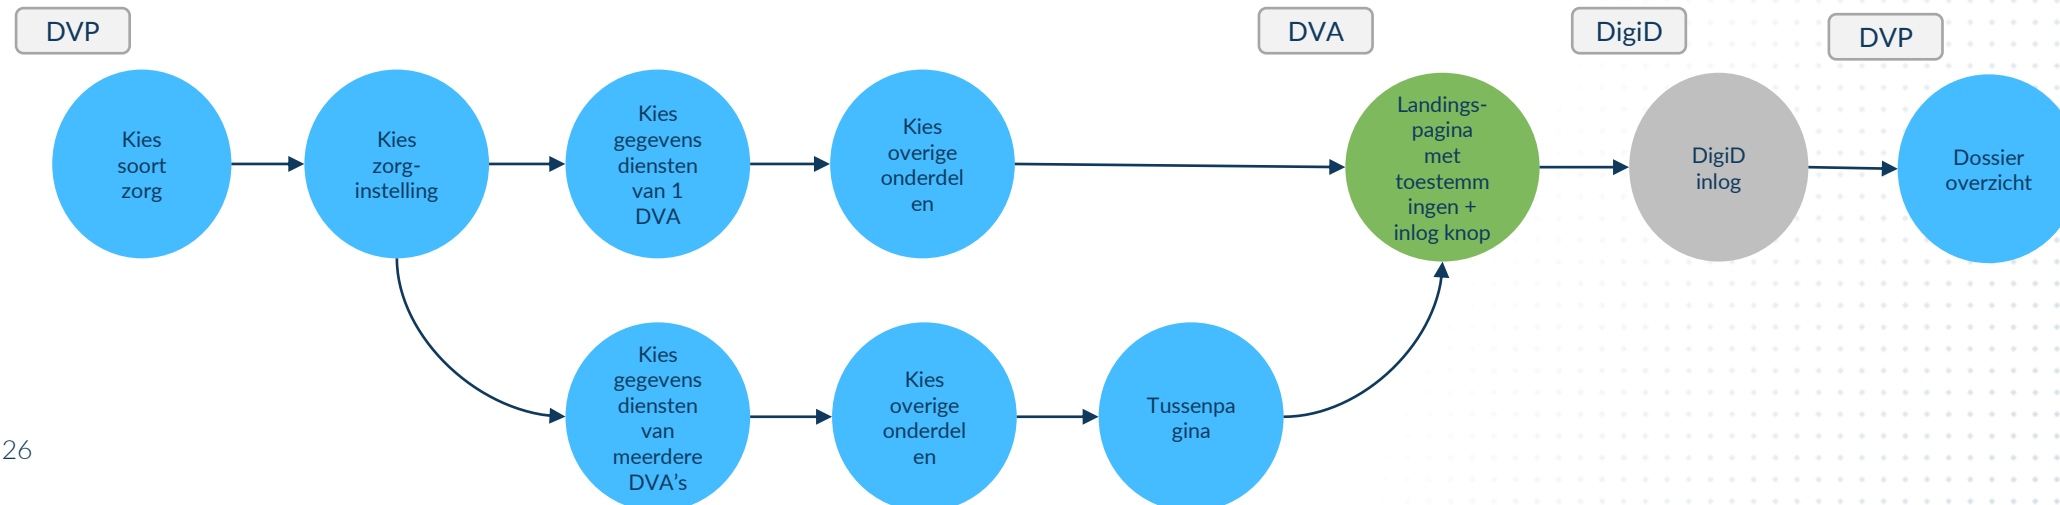 DVP
DVA
DigiD
DVP
Kies
soort
zorg
Kies
zorg-
instelling
Kies
gegevens
diensten
van 1
DVA
Kies
overige
onderdel
en
Landings-
pagina
met
toestemm
ingen +
inlog knop
DigiD
inlog
Dossier
overzicht
Kies
gegevens
diensten
van
meerdere
DVA's
Kies
overige
onderdel
en
Tussenpa
gina
26